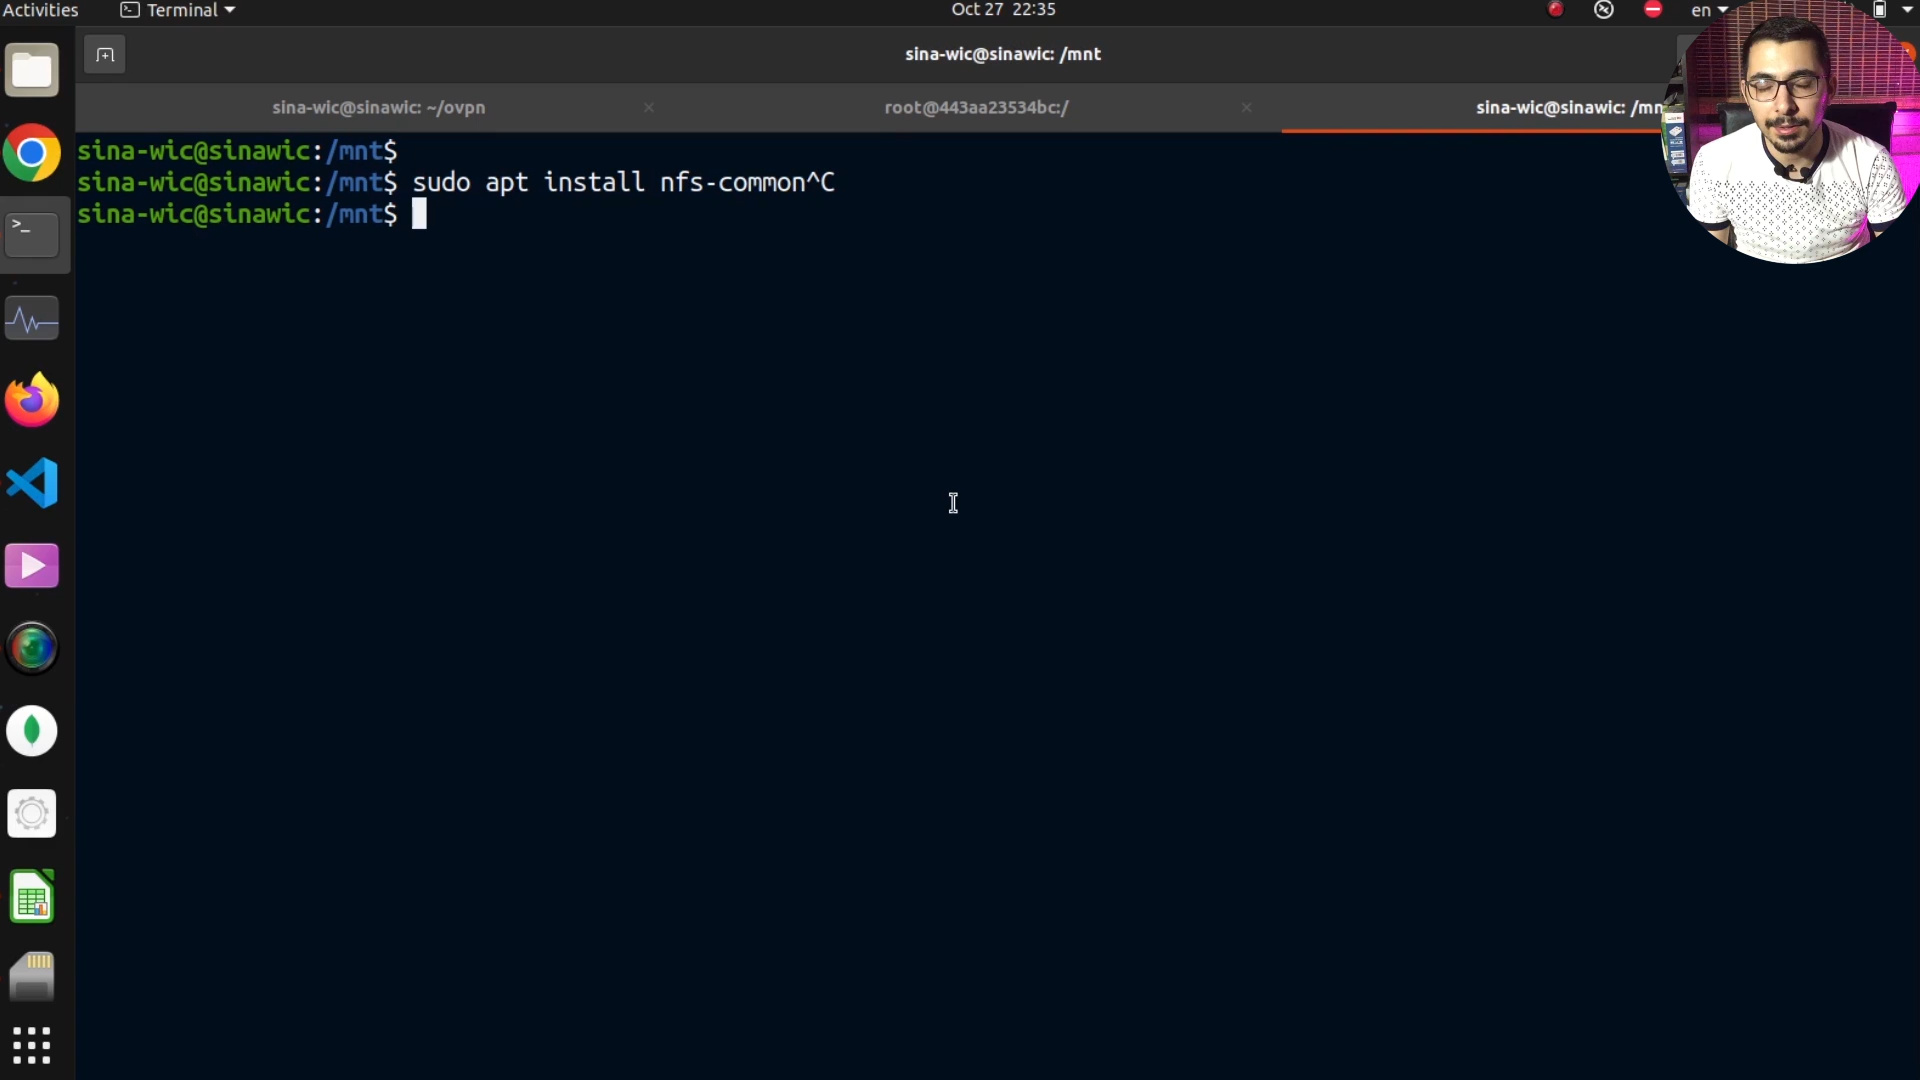 Activities
Terminal
Oct 27 22:35
en
sina-wic@sinawic: /mnt
sina-wic@sinawic: ~/ovpn
root@443aa23534bc:/
sina-wic@sinawic: /mn
sina-wic@sinawic:/mnt$
sina-wic@sinawic:/mnt$ sudo apt install nfs-common^C
sina-wic@sinawic:/mnt$